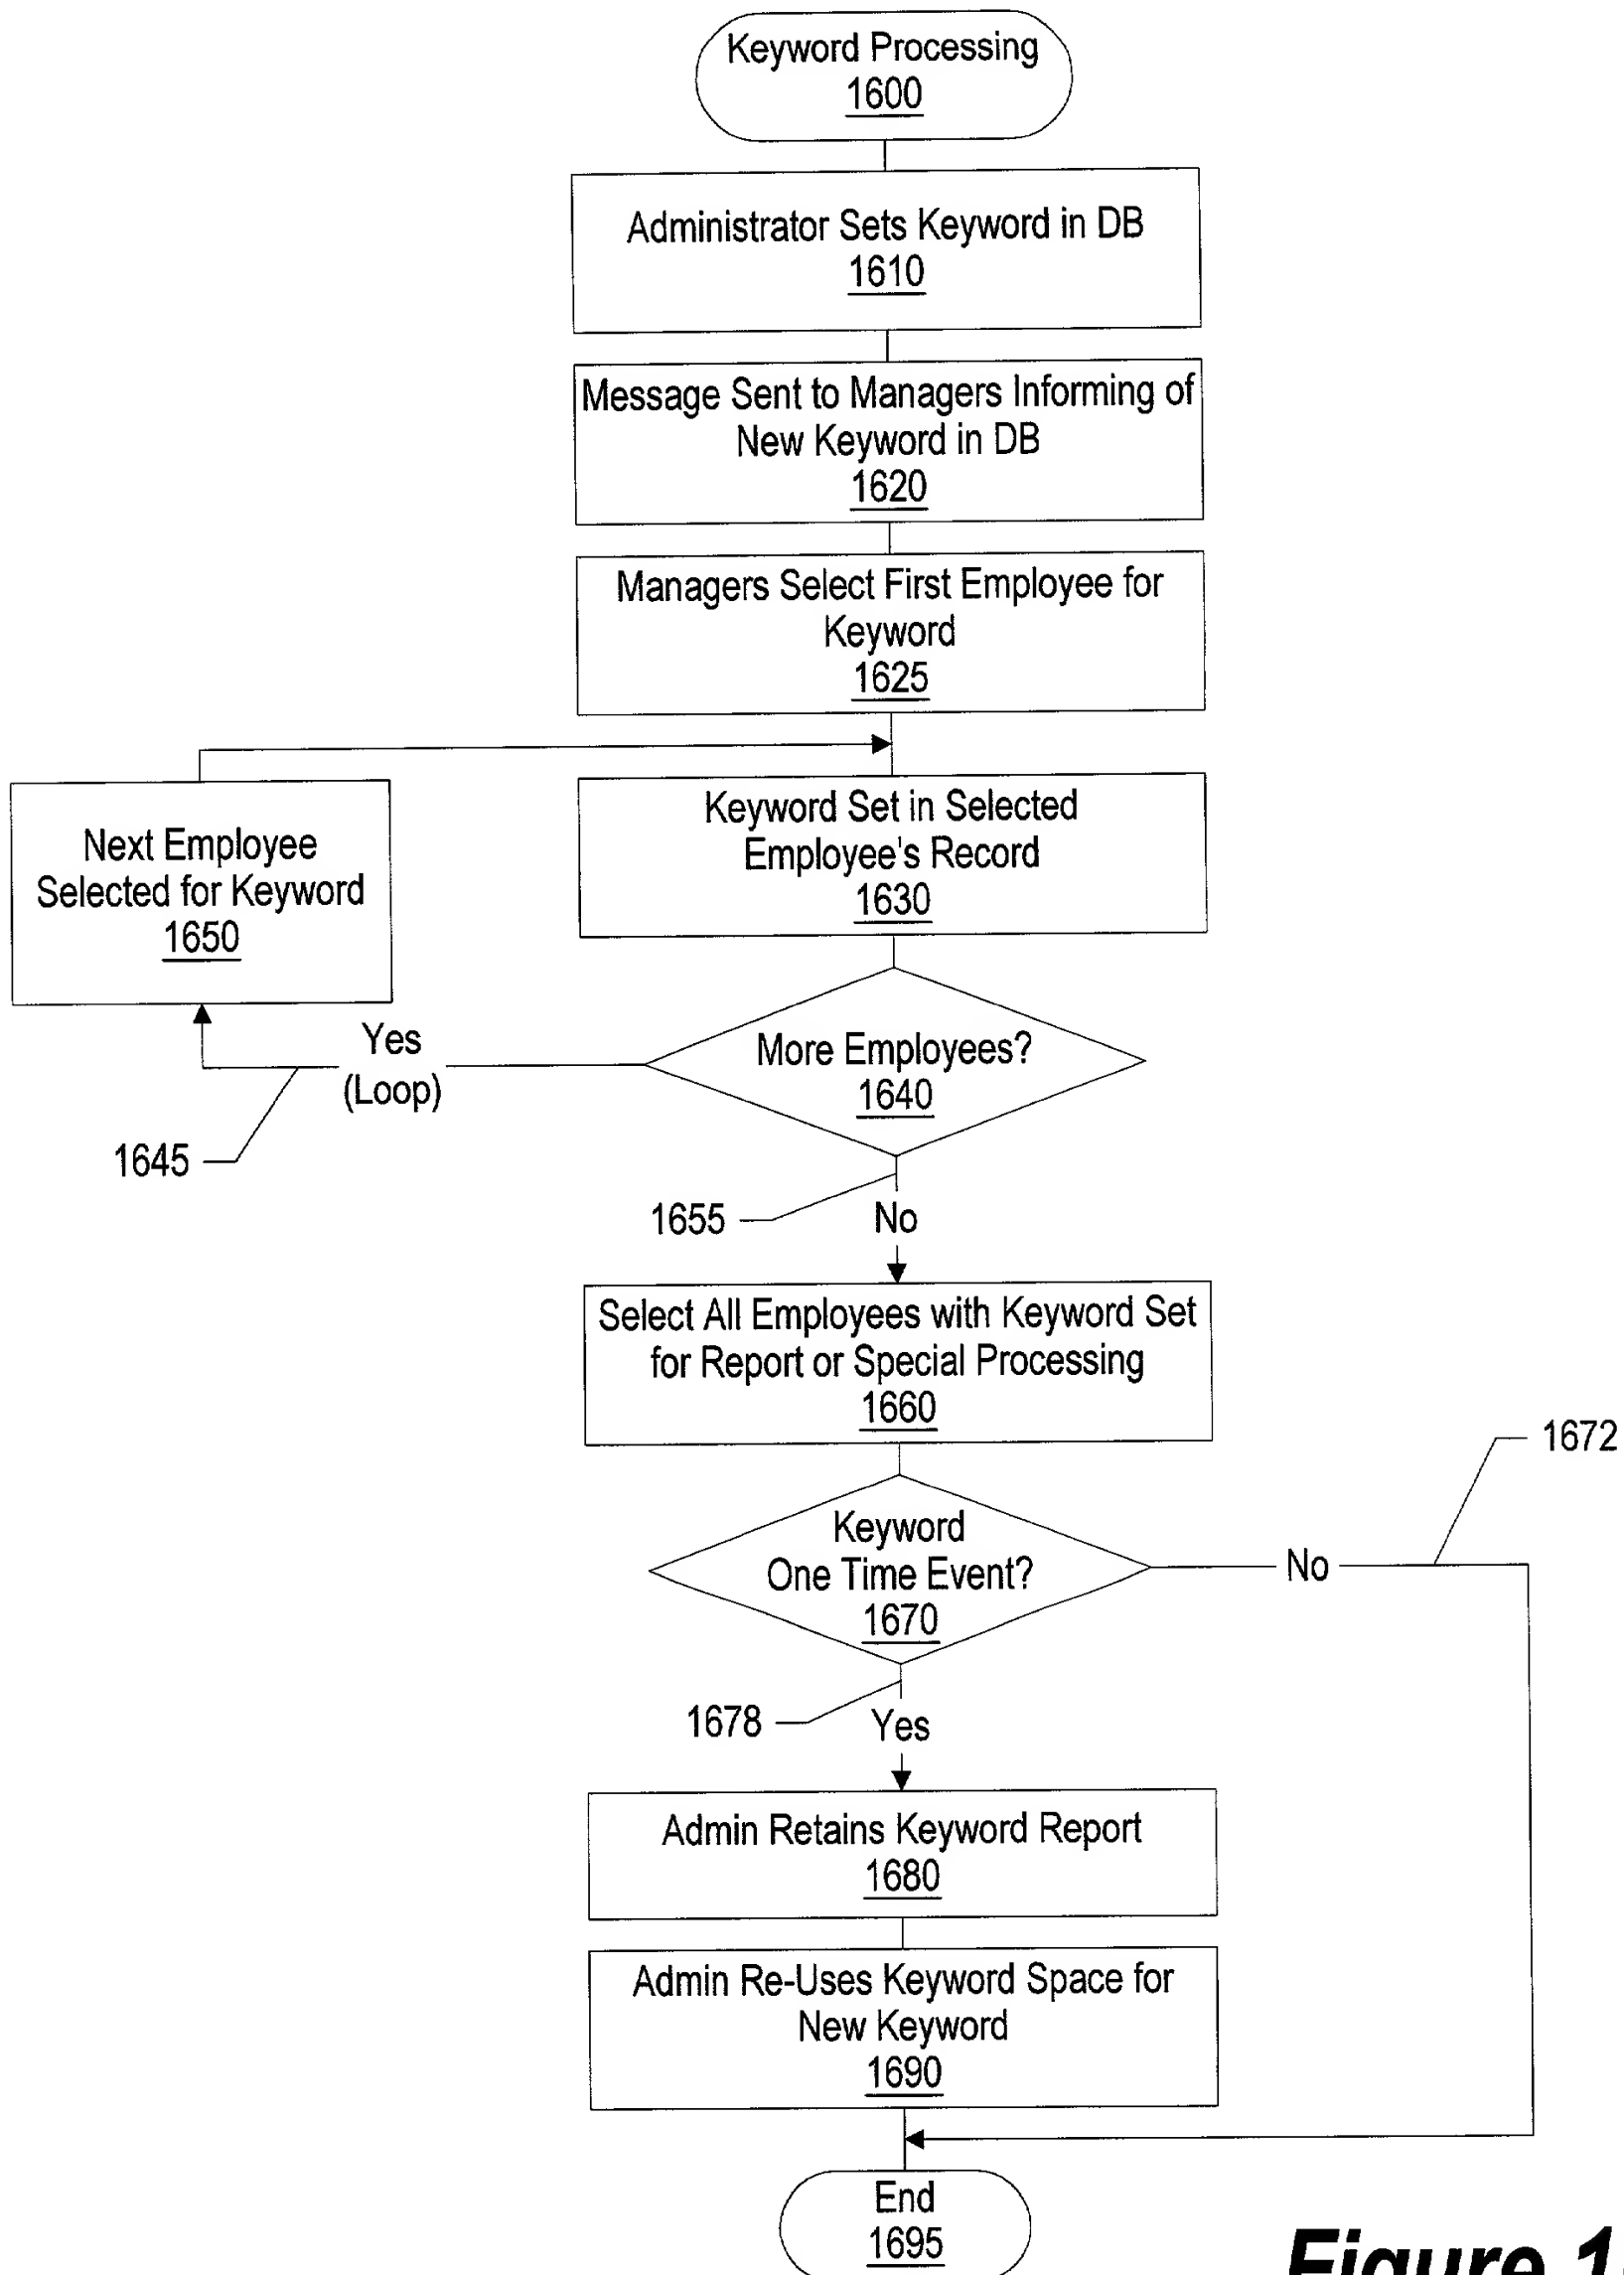 Keyword Processing
1600
Administrator Sets Keyword in DB
1610
Message Sent to Managers Informing of
New Keyword in DB
1620
Managers Select First Employee for
Keyword
1625
Keyword Set in Selected
Employee's Record
1630
Next Employee
Selected for Keyword
1650
More Employees?
1640
Yes
(Loop)
1645
1655
No
Select All Employees with Keyword Set
for Report or Special Processing
1660
1672
Keyword
One Time Event?
1670
No
1678
Yes
Admin Retains Keyword Report
1680
Admin Re-Uses Keyword Space for
New Keyword
1690
End
1695
Figure